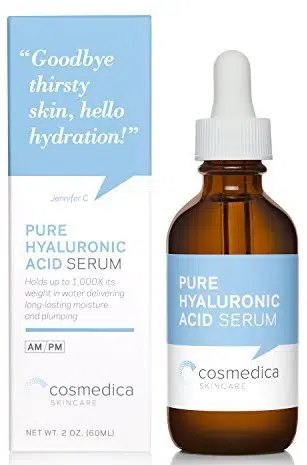 “Goodbye
thirsty
skin, hello
hydration!”
Jennifer C.
PURE
HYALURONIC
ACID SERUM
Holds up to 1,000X its
weight in water delivering
long-lasting moisture
and plumping
AM/PM
cosmedica
SKINCARE
NET WT. 2 OZ. (60ML)
PURE
HYALURONIC
ACID SERUM
cosmedica
SKINCARE